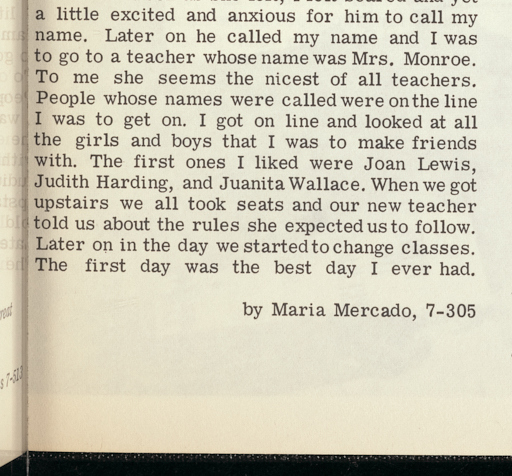 a little excited and anxious for him to call my
name. Later on he called my name and I was
to go to a teacher whose name was Mrs. Monroe.
To me she seems the nicest of all teachers.
People whose names were called were on the line
I was to get on. I got on line and looked at all
the girls and boys that I was to make friends
with. The first ones I liked were Joan Lewis,
Judith Harding, and Juanita Wallace. When we got
upstairs we all took seats and our new teacher
told us about the rules she expected us to follow.
Later on in the day we started to change classes.
The first day was the best day I ever had.
by Maria Mercado, 7-305